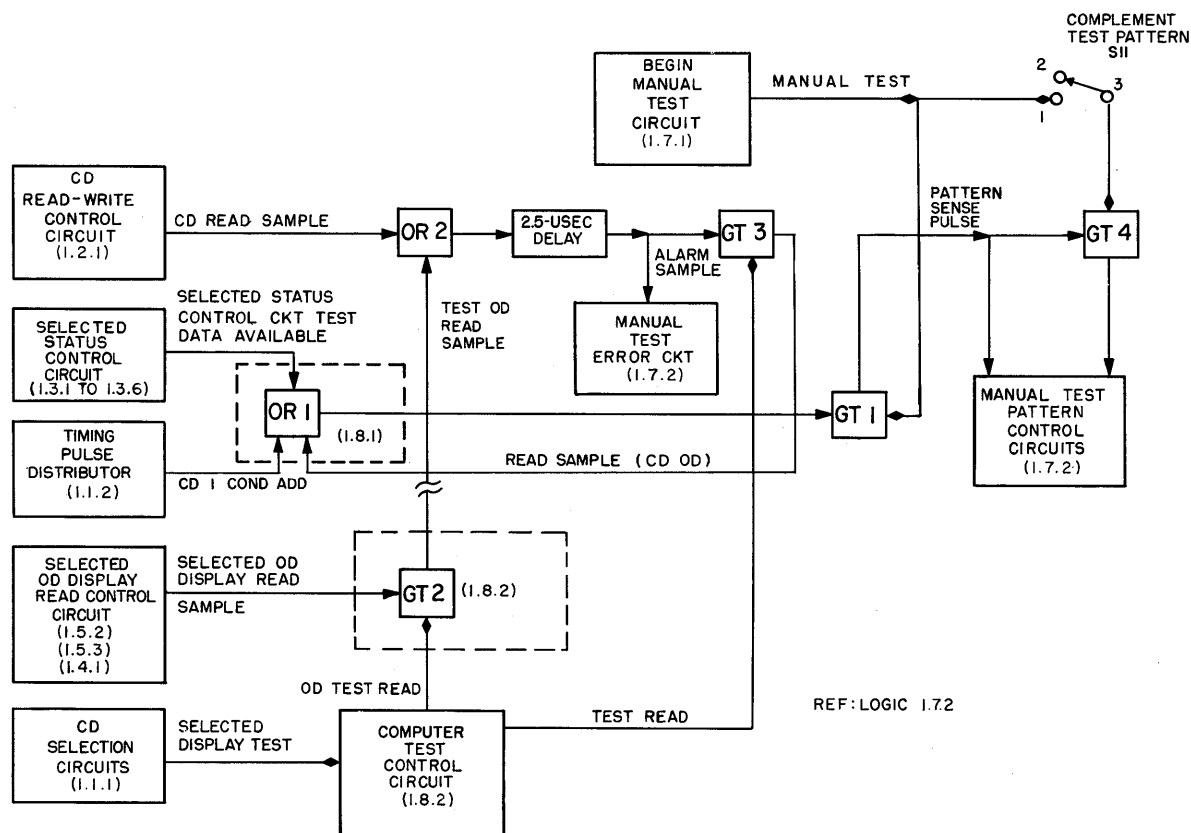 COMPLEMENT
TEST PATTERN
S11
2
3
1
BEGIN
MANUAL
TEST
CIRCUIT
(1.7.1)
MANUAL TEST
CD
READ-WRITE
CONTROL
CIRCUIT
(1.2.1)
CD READ SAMPLE
OR 2
2.5-USEC
DELAY
GT 3
ALARM
SAMPLE
PATTERN
SENSE
PULSE
GT 4
SELECTED STATUS
CONTROL CKT TEST
DATA AVAILABLE
TEST OD
READ
SAMPLE
MANUAL
TEST
ERROR CKT
(1.7.2)
SELECTED
STATUS
CONTROL
CIRCUIT
(1.3.1 TO 1.3.6)
OR 1
(1.8.1)
GT 1
MANUAL TEST
PATTERN
CONTROL
CIRCUITS
(1.7.2)
TIMING
PULSE
DISTRIBUTOR
(1.1.2)
CD 1 COND ADD
READ SAMPLE (CD OD)
SELECTED
OD DISPLAY
READ CONTROL
CIRCUIT
(1.5.2)
(1.5.3)
(1.4.1)
SELECTED OD
DISPLAY READ
SAMPLE
GT 2
(1.8.2)
OD TEST READ
CD
SELECTION
CIRCUITS
(1.1.1)
SELECTED
DISPLAY TEST
COMPUTER
TEST
CONTROL
CIRCUIT
(1.8.2)
TEST READ
REF: LOGIC 1.7.2